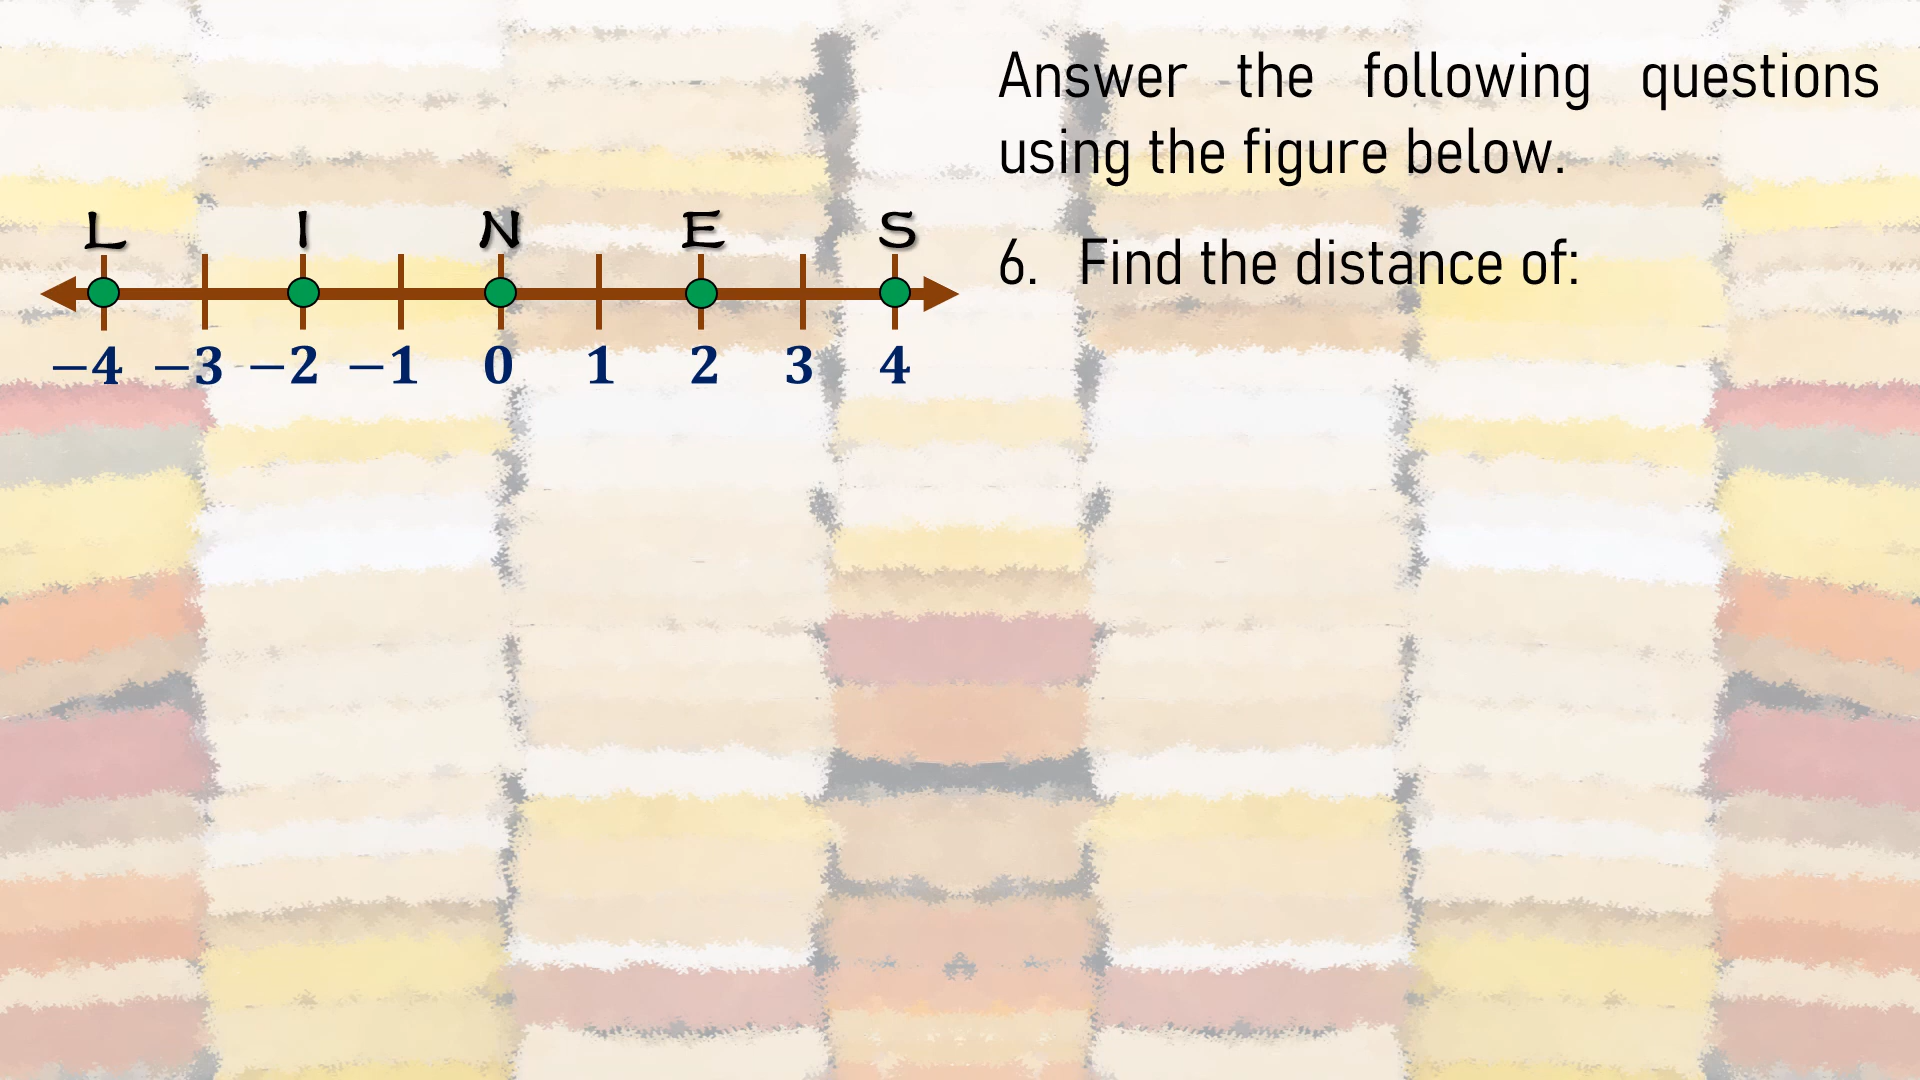 Answer the following questions
using the figure below.
L I N E S
6. Find the distance of:
−4 −3 −2 −1 0 1 2 3 4